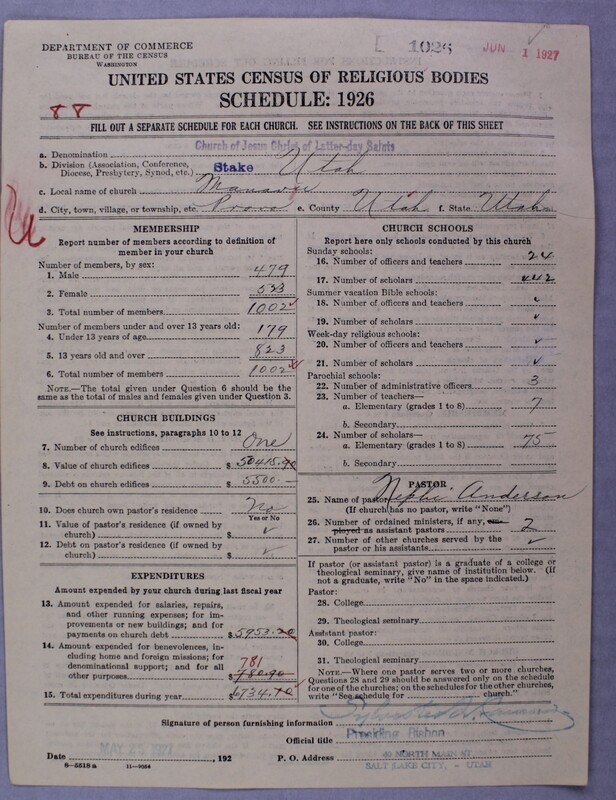 DEPARTMENT OF COMMERCE
BUREAU OF THE CENSUS
WASHINGTON
1026
JUN 1 1927
UNITED STATES CENSUS OF RELIGIOUS BODIES
SCHEDULE: 1926
88
FILL OUT A SEPARATE SCHEDULE FOR EACH CHURCH. SEE INSTRUCTIONS ON THE BACK OF THIS SHEET
a. Denomination Church of Jesus Christ of Latter-day Saints
b. Division (Association, Conference, Diocese, Presbytery, Synod, etc.) Stake Utah
c. Local name of church Manavu
d. City, town, village, or township, etc. Provo e. County Utah f. State Utah
MEMBERSHIP
Report number of members according to definition of
member in your church
Number of members, by sex:
1. Male 479
2. Female 523
3. Total number of members 1002
Number of members under and over 13 years old:
4. Under 13 years of age 179
5. 13 years old and over 823
6. Total number of members 1002
NOTE.—The total given under Question 6 should be the
same as the total of males and females given under Question 3.
CHURCH BUILDINGS
See instructions, paragraphs 10 to 12
7. Number of church edifices One
8. Value of church edifices $ 50415.90
9. Debt on church edifices $ 5500.—
10. Does church own pastor's residence No
Yes or No
11. Value of pastor's residence (if owned by
church) $ ✓
12. Debt on pastor's residence (if owned by
church) $ ✓
EXPENDITURES
Amount expended by your church during last fiscal year
13. Amount expended for salaries, repairs,
and other running expenses; for im-
provements or new buildings; and for
payments on church debt $ 5953.20
14. Amount expended for benevolences, in-
cluding home and foreign missions; for
denominational support; and for all
other purposes 781
$ 780.90
15. Total expenditures during year $ 6734.10
CHURCH SCHOOLS
Report here only schools conducted by this church
Sunday schools:
16. Number of officers and teachers 24
17. Number of scholars 442
Summer vacation Bible schools:
18. Number of officers and teachers ✓
19. Number of scholars ✓
Week-day religious schools:
20. Number of officers and teachers ✓
21. Number of scholars ✓
Parochial schools:
22. Number of administrative officers 3
23. Number of teachers—
a. Elementary (grades 1 to 8) 7
b. Secondary
24. Number of scholars—
a. Elementary (grades 1 to 8) 75
b. Secondary
PASTOR
25. Name of pastor Nephi Anderson
(If church has no pastor, write "None")
26. Number of ordained ministers, if any, em-
ployed as assistant pastors 2
27. Number of other churches served by the
pastor or his assistants ✓
If pastor (or assistant pastor) is a graduate of a college or
theological seminary, give name of institution below. (If
not a graduate, write "No" in the space indicated.)
Pastor:
28. College
29. Theological seminary
Assistant pastor:
30. College
31. Theological seminary
NOTE.—Where one pastor serves two or more churches,
Questions 28 and 29 should be answered only on the schedule
for one of the churches; on the schedules for the other churches,
write "See schedule for church."
Signature of person furnishing information
Official title Presiding Bishop
Date MAY 25 1927, 192 P. O. Address 40 NORTH MAIN ST.
SALT LAKE CITY, - UTAH
8—5518 a 11—9584